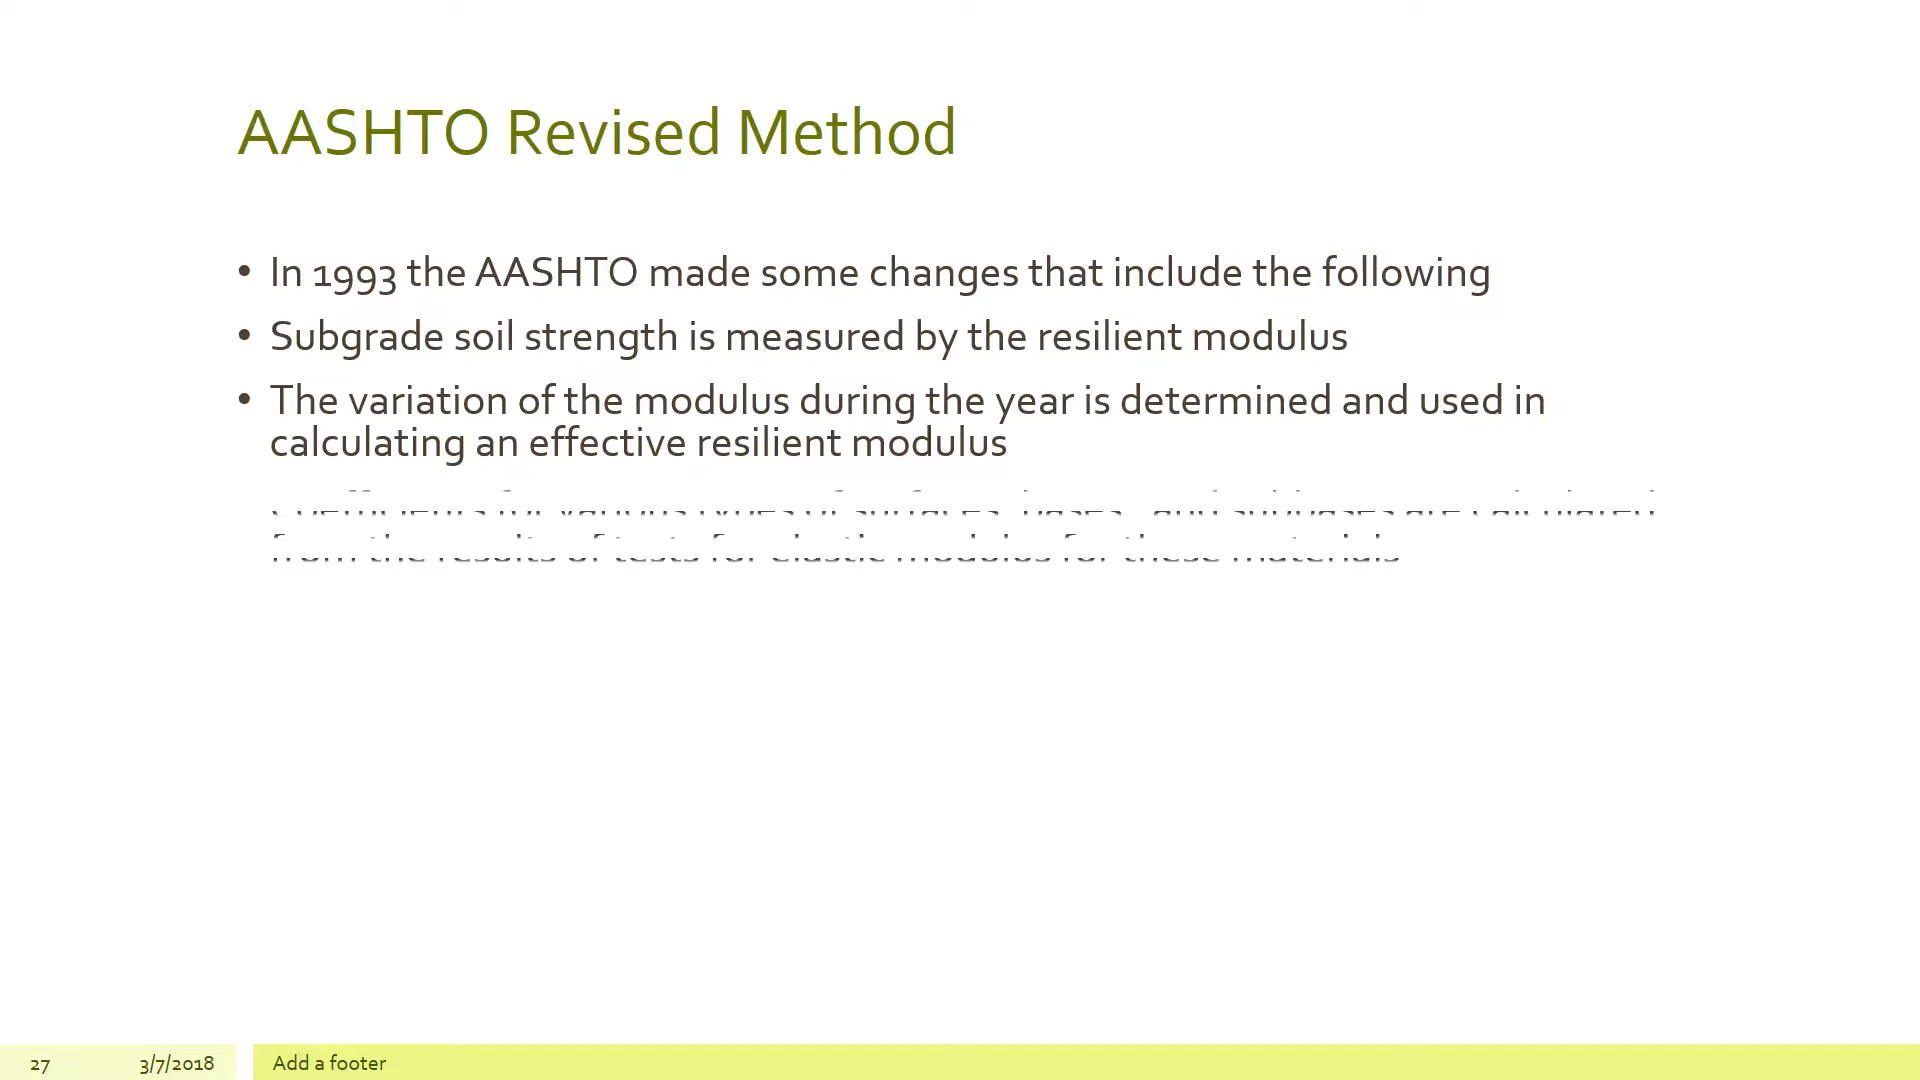 AASHTO Revised Method
• In 1993 the AASHTO made some changes that include the following
• Subgrade soil strength is measured by the resilient modulus
• The variation of the modulus during the year is determined and used in
calculating an effective resilient modulus
coefficients for various types of surfaces, bases, and subbases are calculated
from the results of tests for elastic modulus for these materials
27
3/7/2018
Add a footer